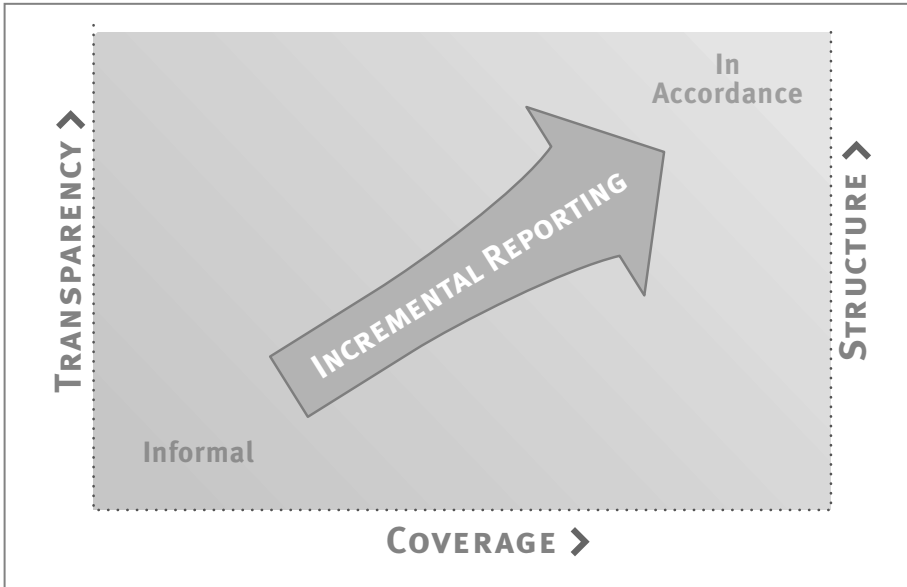 In
Accordance
TRANSPARENCY >
INCREMENTAL REPORTING
STRUCTURE >
Informal
COVERAGE >